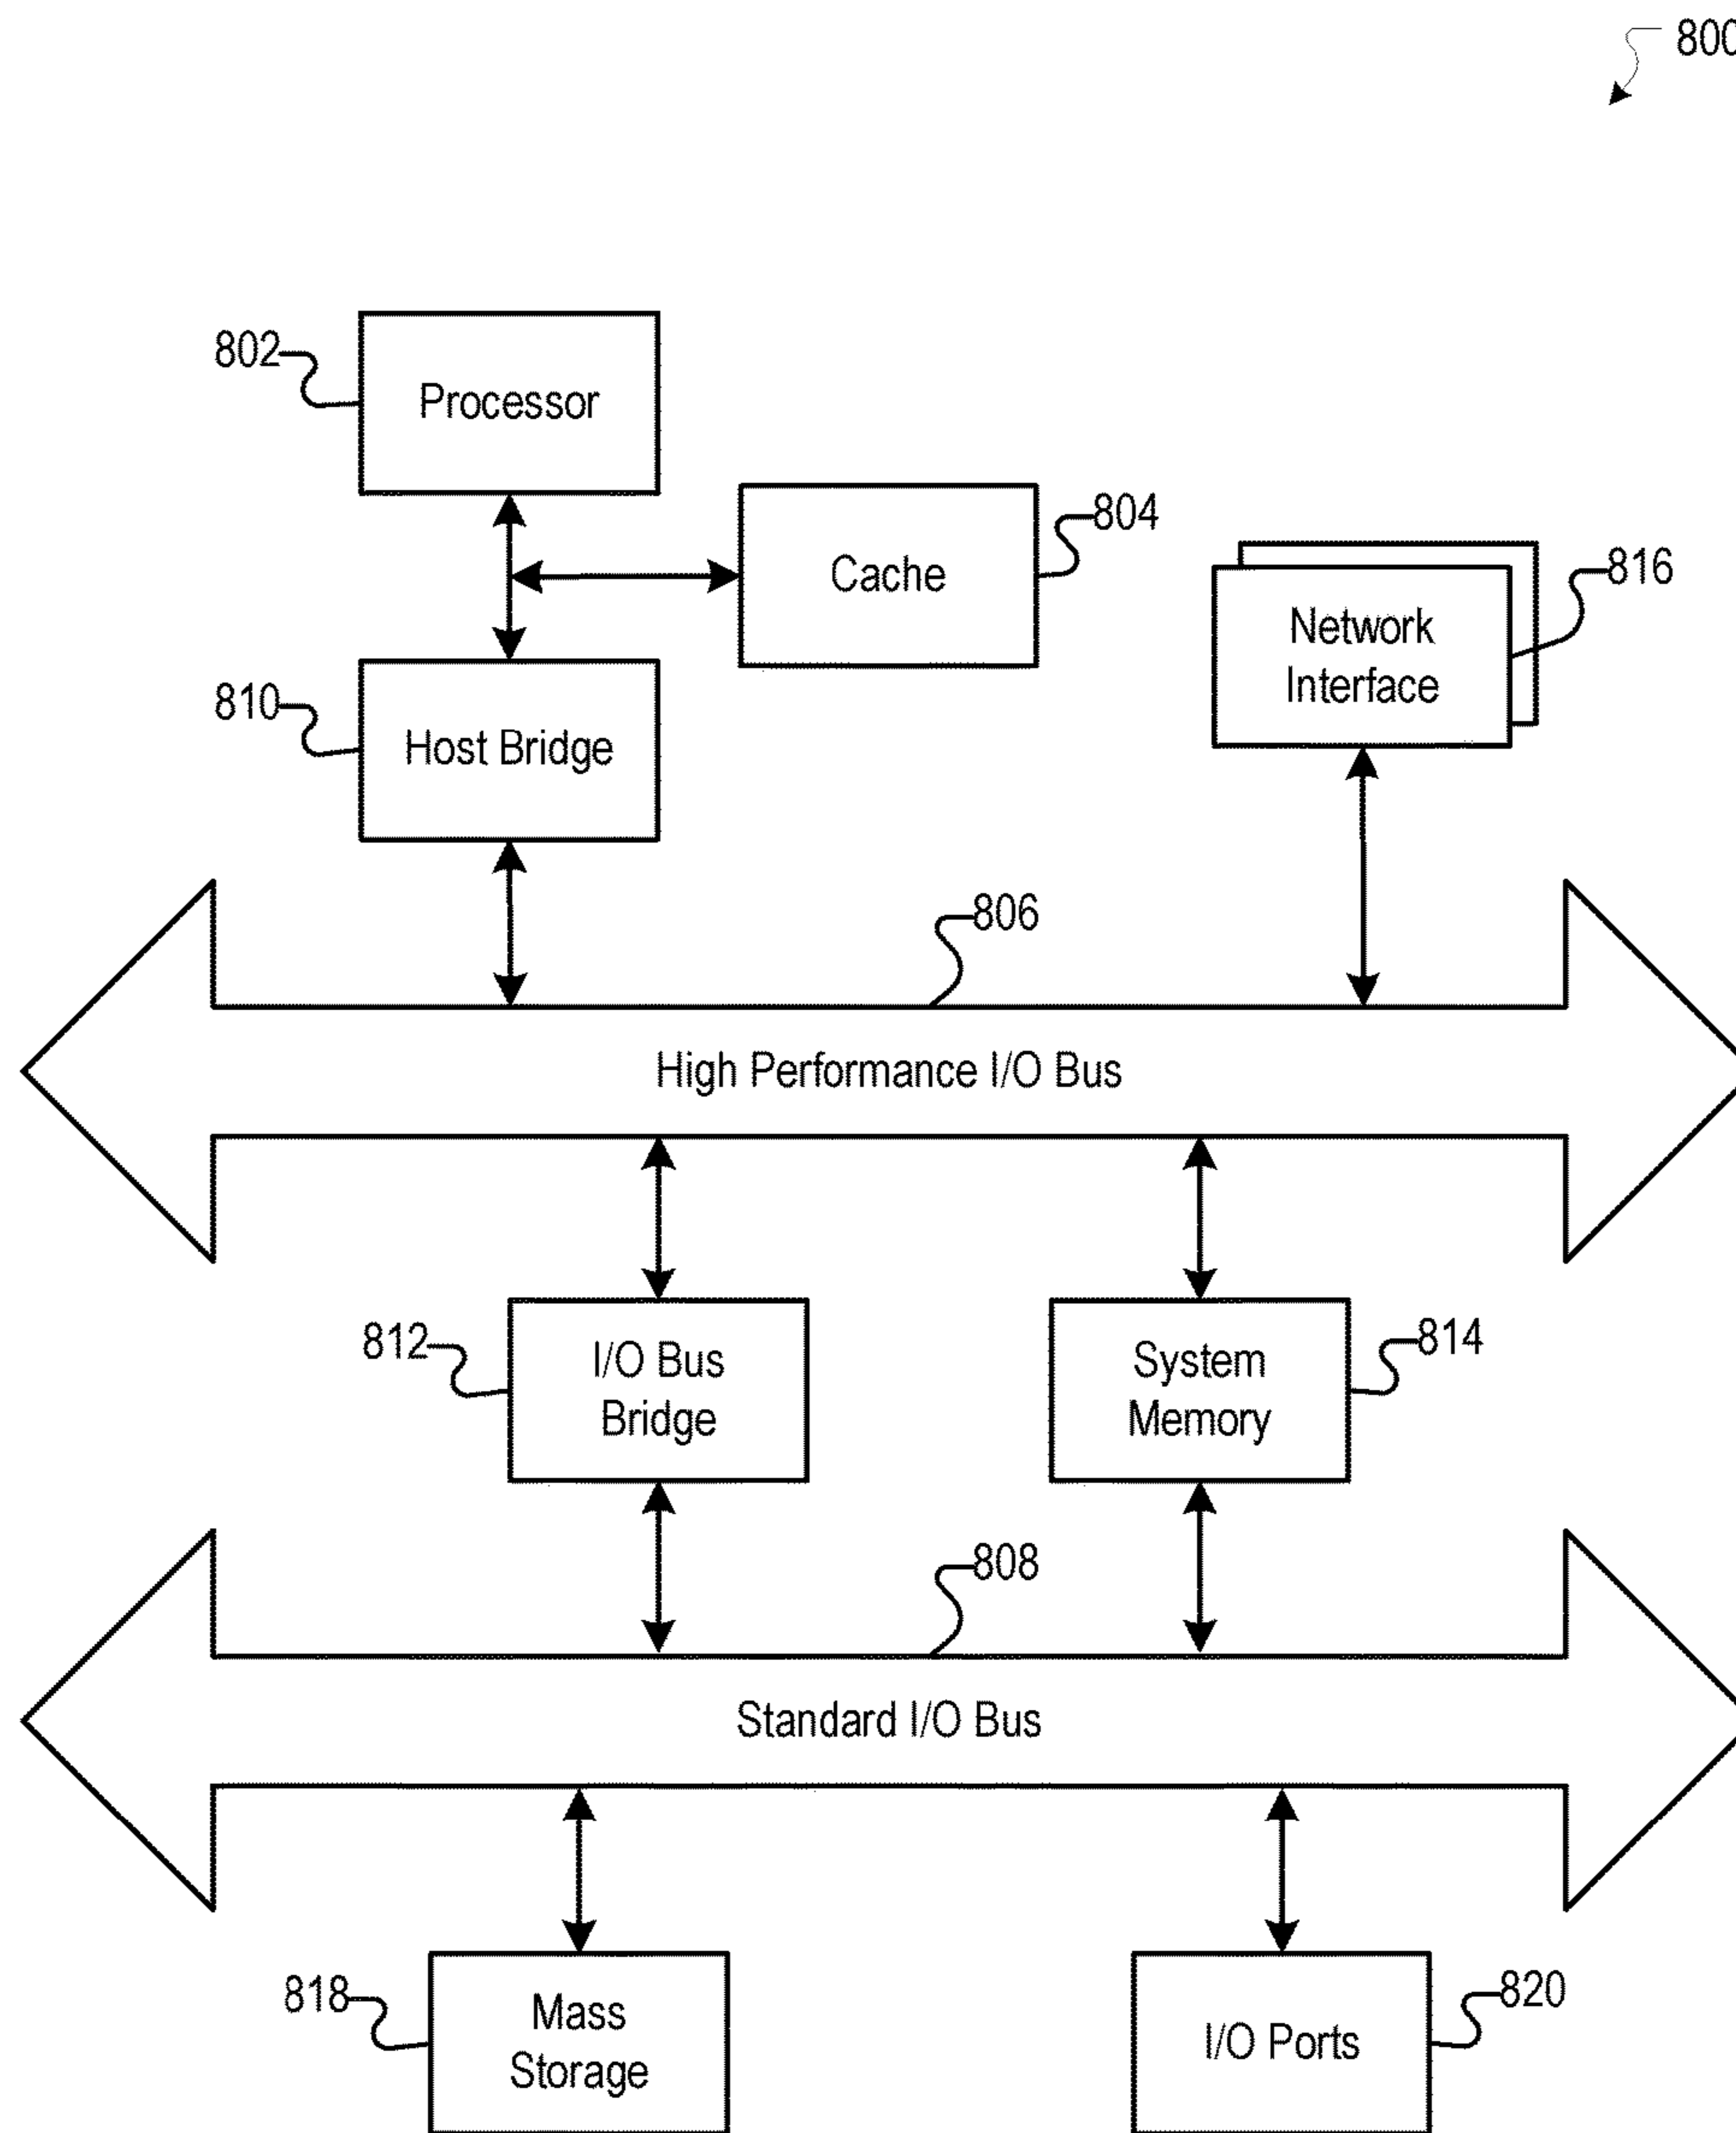 800
802
Processor
804
Cache
816
Network
Interface
810
Host Bridge
806
High Performance I/O Bus
812
I/O Bus
Bridge
System
Memory
814
808
Standard I/O Bus
818
Mass
Storage
I/O Ports
820